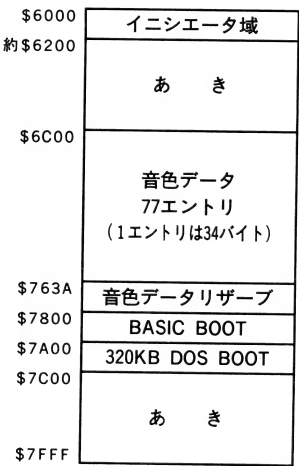 $6000
イニシエータ域
約$6200
あ き
$6C00
音色データ
77エントリ
(1エントリは34バイト)
$763A
音色データリザーブ
$7800
BASIC BOOT
$7A00
320KB DOS BOOT
$7C00
あ き
$7FFF